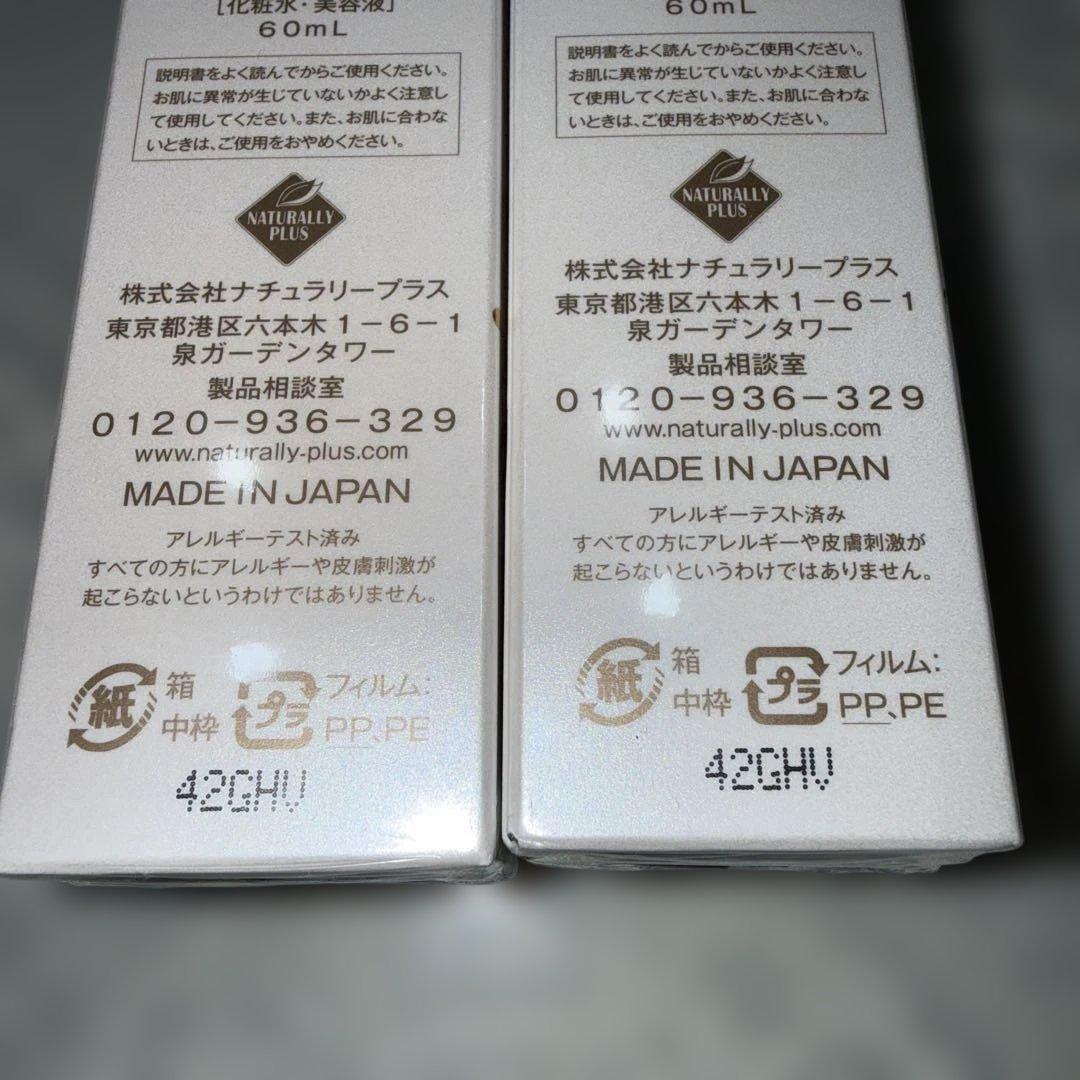 [化粧水・美容液]
60mL
説明書をよく読んでからご使用ください。
お肌に異常が生じていないかよく注意し
て使用してください。また、お肌に合わな
いときは、ご使用をおやめください。
NATURALLY
PLUS
株式会社ナチュラリープラス
東京都港区六本木1-6-1
泉ガーデンタワー
製品相談室
0120-936-329
www.naturally-plus.com
MADE IN JAPAN
アレルギーテスト済み
すべての方にアレルギーや皮膚刺激が
起こらないというわけではありません。
紙
箱
中枠
プラ
フィルム:
PP、PE
42GHV
60mL
説明書をよく読んでからご使用ください。
お肌に異常が生じていないかよく注意し
て使用してください。また、お肌に合わな
いときは、ご使用をおやめください。
NATURALLY
PLUS
株式会社ナチュラリープラス
東京都港区六本木1-6-1
泉ガーデンタワー
製品相談室
0120-936-329
www.naturally-plus.com
MADE IN JAPAN
アレルギーテスト済み
すべての方にアレルギーや皮膚刺激が
起こらないというわけではありません。
紙
箱
中枠
プラ
フィルム:
PP、PE
42GHV